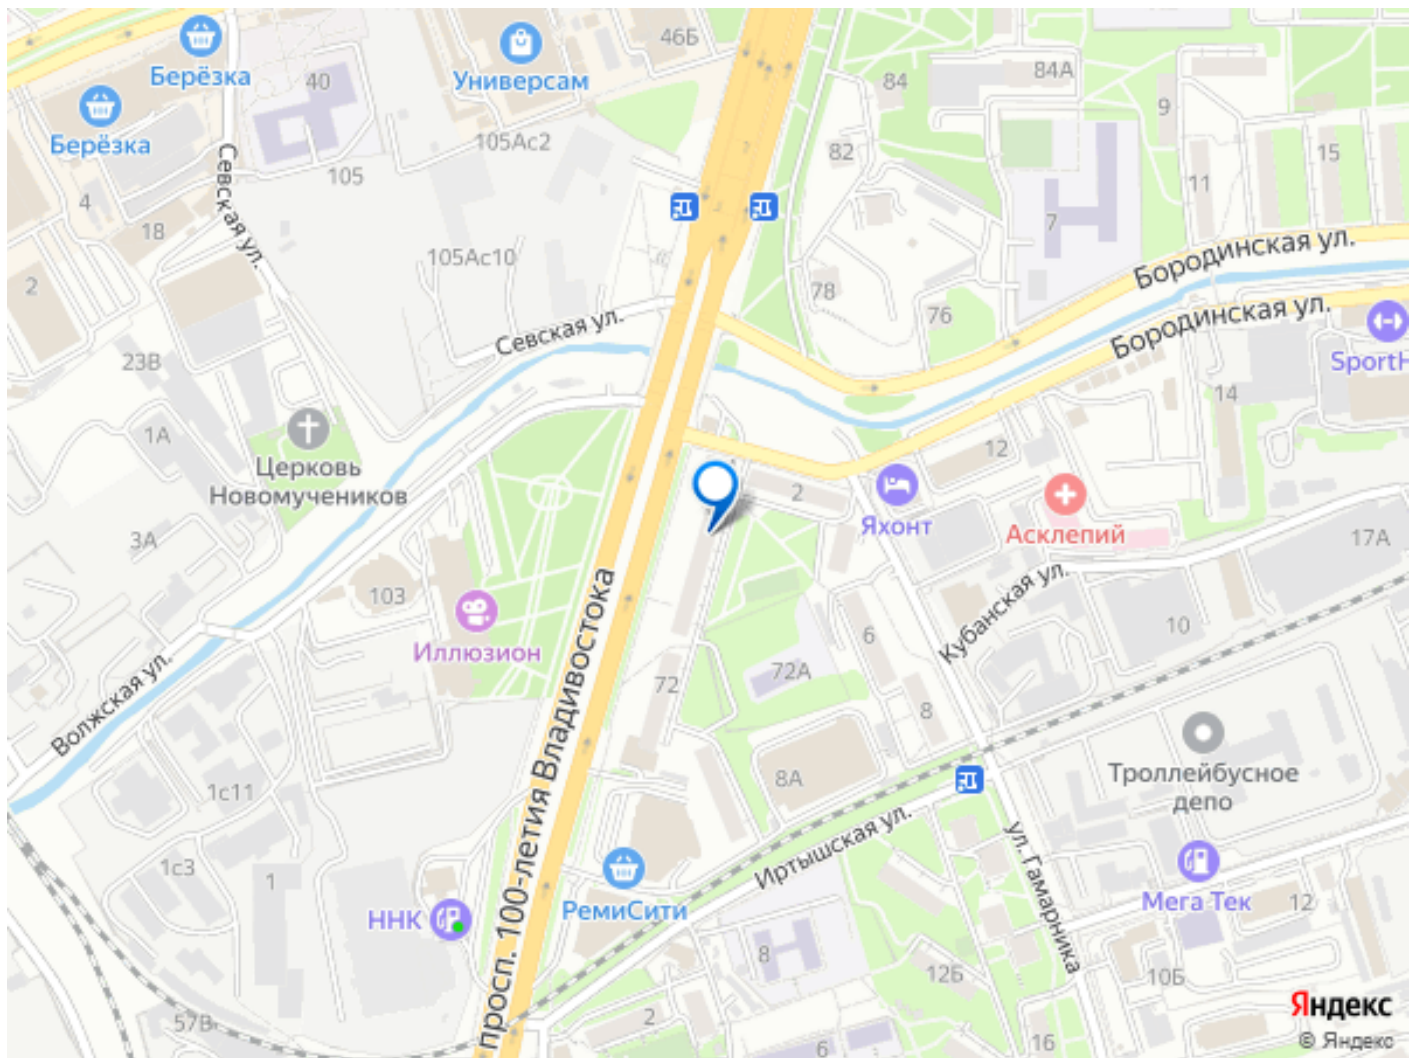 46Б
Берёзка
Универсам
40
84
84А
9
Берёзка
105Ас2
15
82
Севская ул.
105
11
4
18
7
105Ас10
Бородинская ул.
2
78
76
Бородинская ул.
Севская ул.
SportH
23В
14
1А
12
Церковь
Новомучеников
2
Яхонт
Асклепий
3А
17А
Кубанская ул.
103
10
6
Иллюзион
72А
72
Волжская ул.
8
просп. 100-летия Владивостока
Троллейбусное
депо
8А
1с11
Иртышская ул.
ул. Гамарника
1с3
1
РемиСити
Мега Тек
12
ННК
8
12Б
10Б
57В
2
16
6
Яндекс
© Яндекс